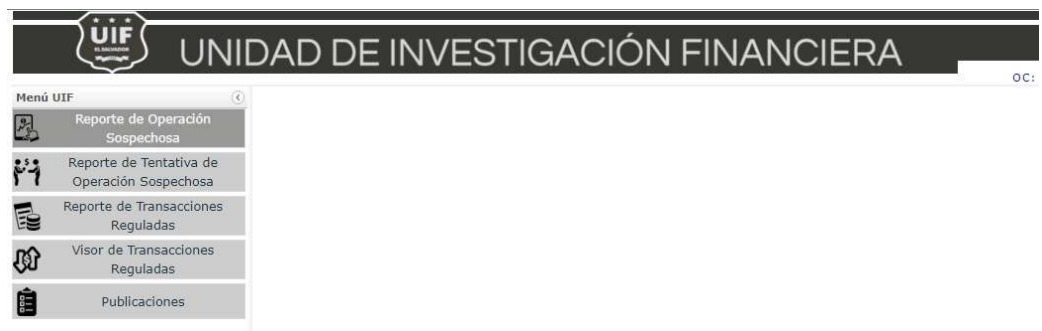 UIF
EL SALVADOR
UNIDAD DE INVESTIGACIÓN FINANCIERA
OC:
Menú UIF
Reporte de Operación
Sospechosa
Reporte de Tentativa de
Operación Sospechosa
Reporte de Transacciones
Reguladas
Visor de Transacciones
Reguladas
Publicaciones